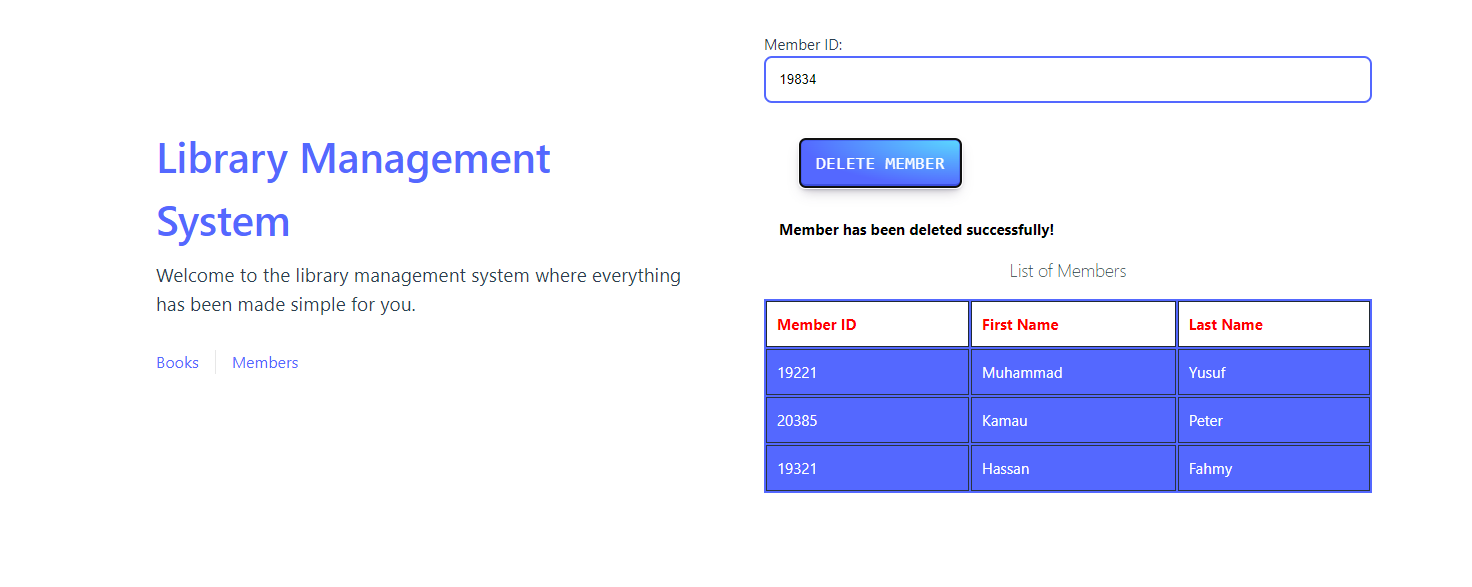 Library Management
System
Welcome to the library management system where everything
has been made simple for you.
Books Members
Member ID:
19834
DELETE MEMBER
Member has been deleted successfully!
List of Members
Member ID First Name Last Name
19221 Muhammad Yusuf
20385 Kamau Peter
19321 Hassan Fahmy